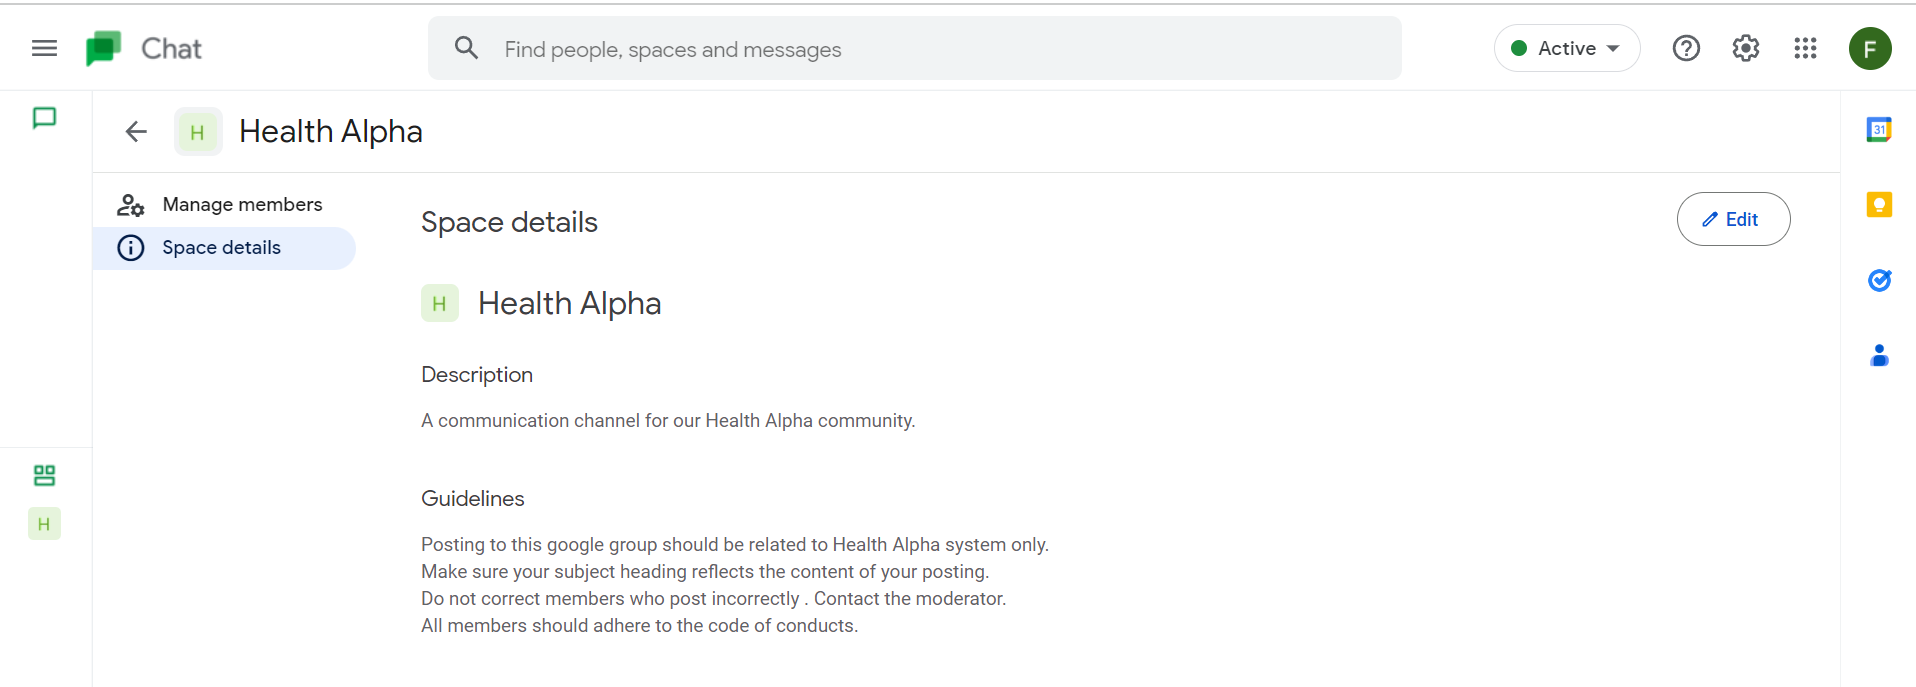 Chat
Find people, spaces and messages
Active
F
H Health Alpha
31
Manage members
Space details
Space details
Edit
H Health Alpha
Description
A communication channel for our Health Alpha community.
H
Guidelines
Posting to this google group should be related to Health Alpha system only.
Make sure your subject heading reflects the content of your posting.
Do not correct members who post incorrectly . Contact the moderator.
All members should adhere to the code of conducts.